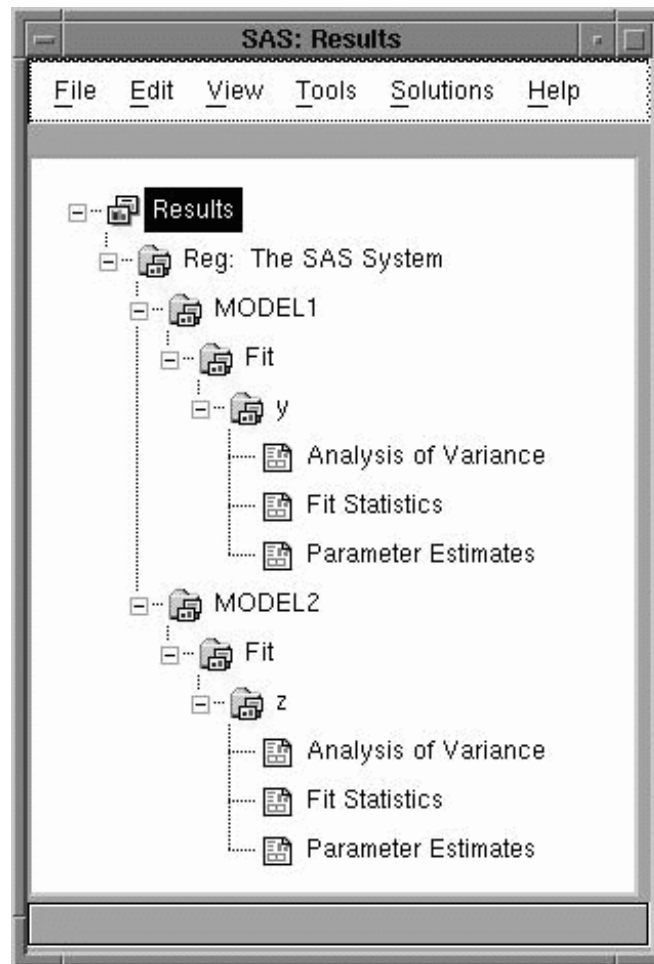 SAS: Results
File Edit View Tools Solutions Help
Results
Reg: The SAS System
MODEL1
Fit
y
Analysis of Variance
Fit Statistics
Parameter Estimates
MODEL2
Fit
z
Analysis of Variance
Fit Statistics
Parameter Estimates